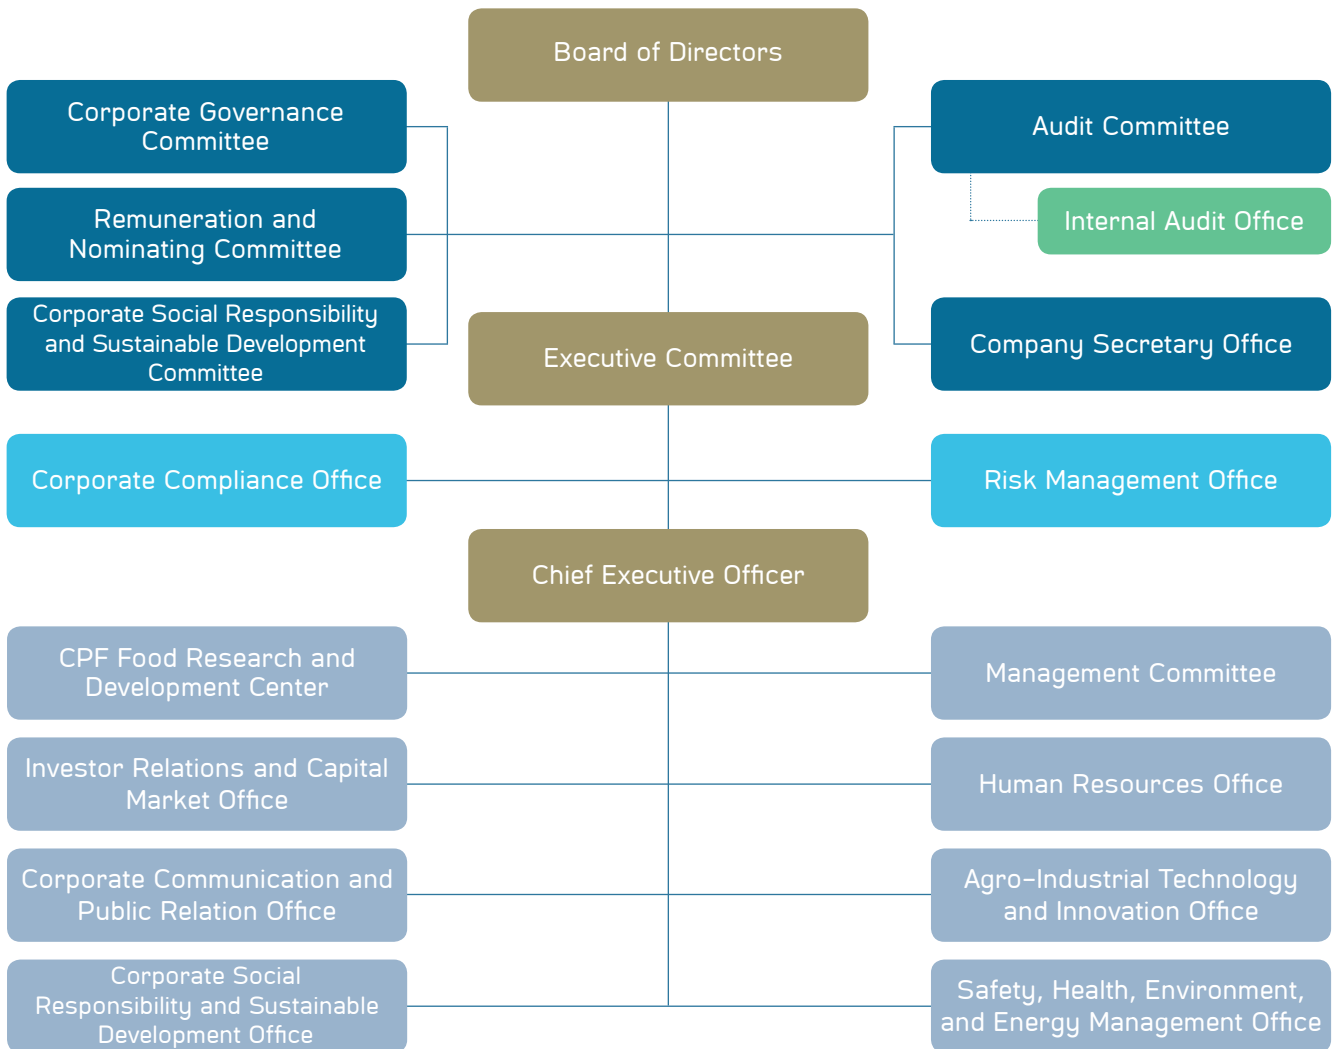 Board of Directors
Corporate Governance
Committee
Audit Committee
Remuneration and
Nominating Committee
Internal Audit Office
Corporate Social Responsibility
and Sustainable Development
Committee
Executive Committee
Company Secretary Office
Corporate Compliance Office
Risk Management Office
Chief Executive Officer
CPF Food Research and
Development Center
Management Committee
Investor Relations and Capital
Market Office
Human Resources Office
Corporate Communication and
Public Relation Office
Agro-Industrial Technology
and Innovation Office
Corporate Social
Responsibility and Sustainable
Development Office
Safety, Health, Environment,
and Energy Management Office